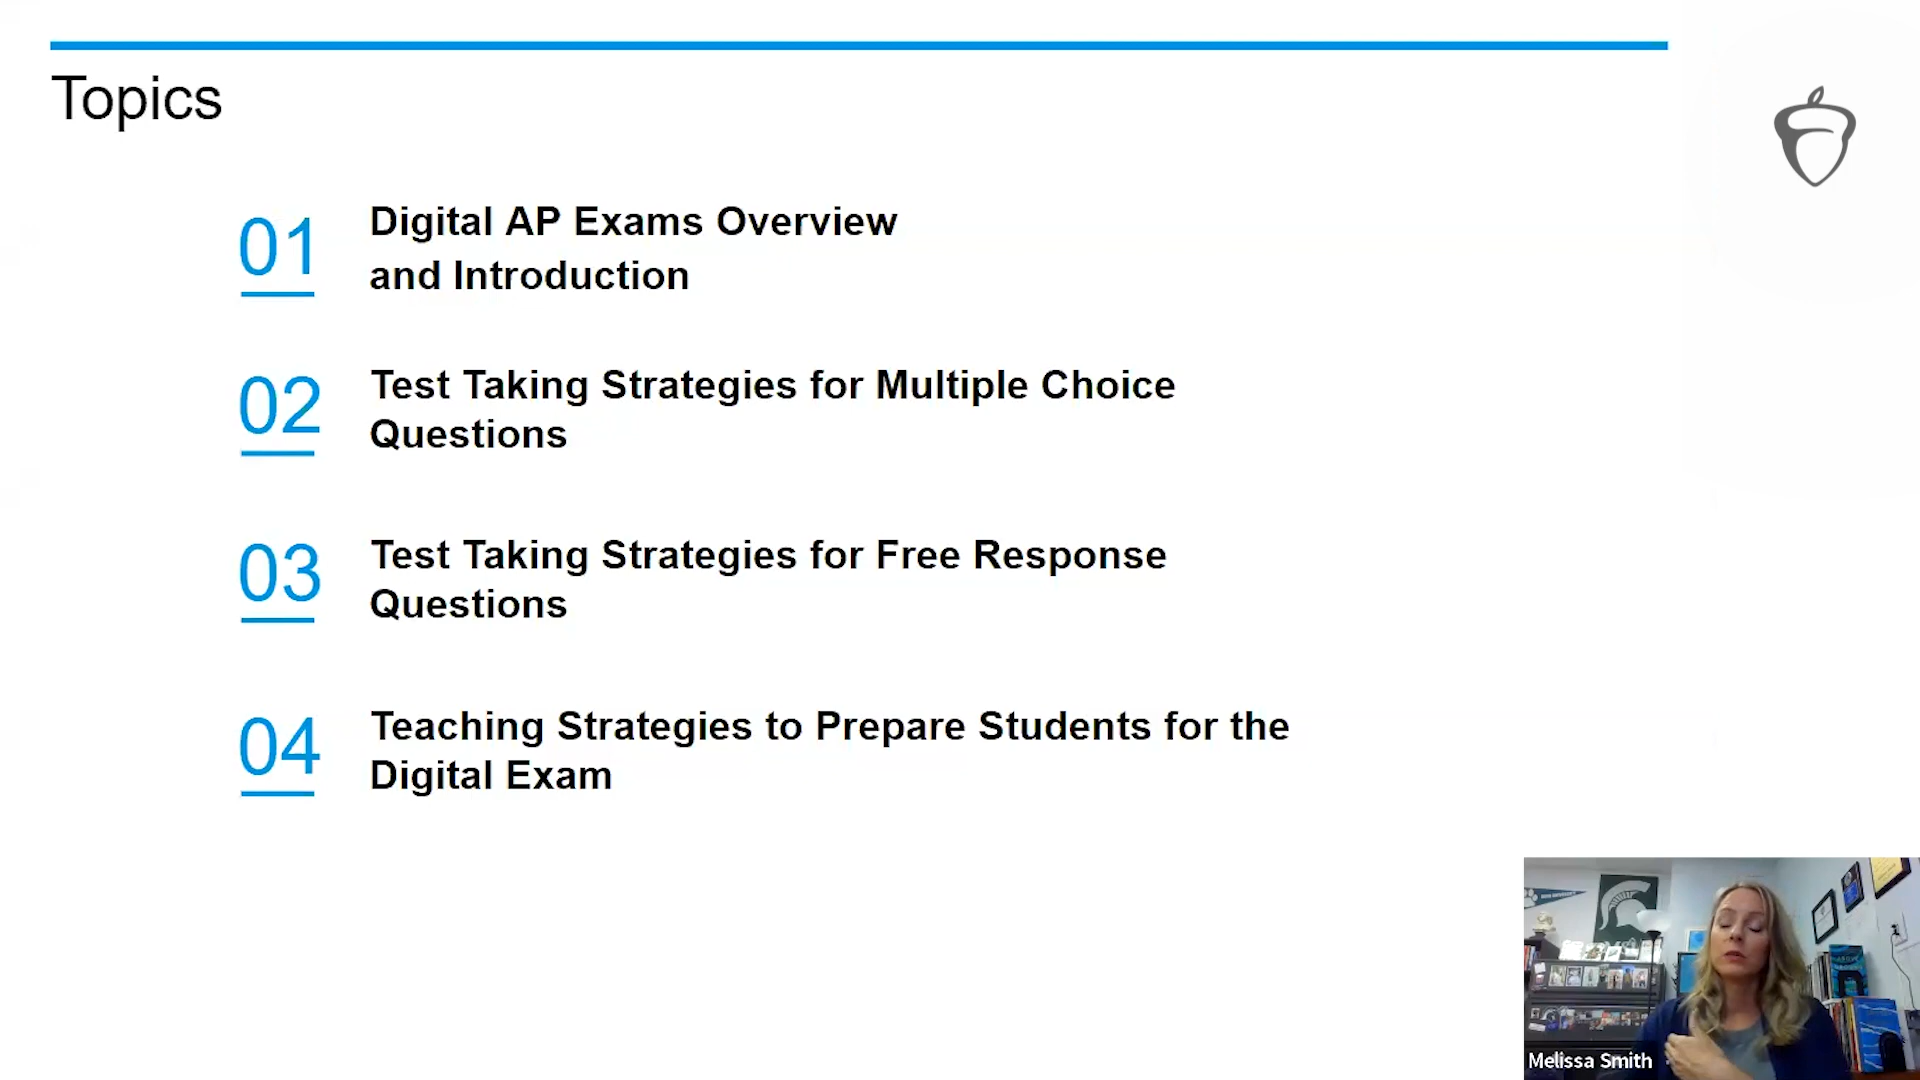 Topics
01
Digital AP Exams Overview
and Introduction
02
Test Taking Strategies for Multiple Choice
Questions
03
Test Taking Strategies for Free Response
Questions
04
Teaching Strategies to Prepare Students for the
Digital Exam
Melissa Smith